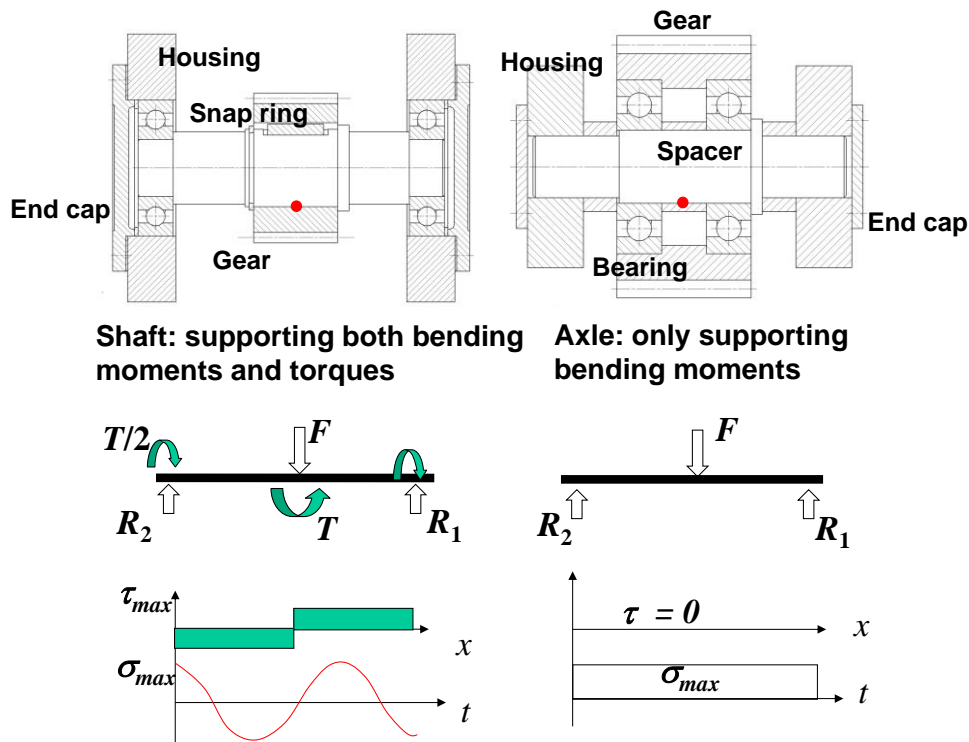 Housing
Snap ring
End cap
Gear
Gear
Housing
Spacer
End cap
Bearing
Shaft: supporting both bending
moments and torques
Axle: only supporting
bending moments
T/2
F
R2
T
R1
F
R2
R1
τmax
x
σmax
t
τ = 0
x
σmax
t